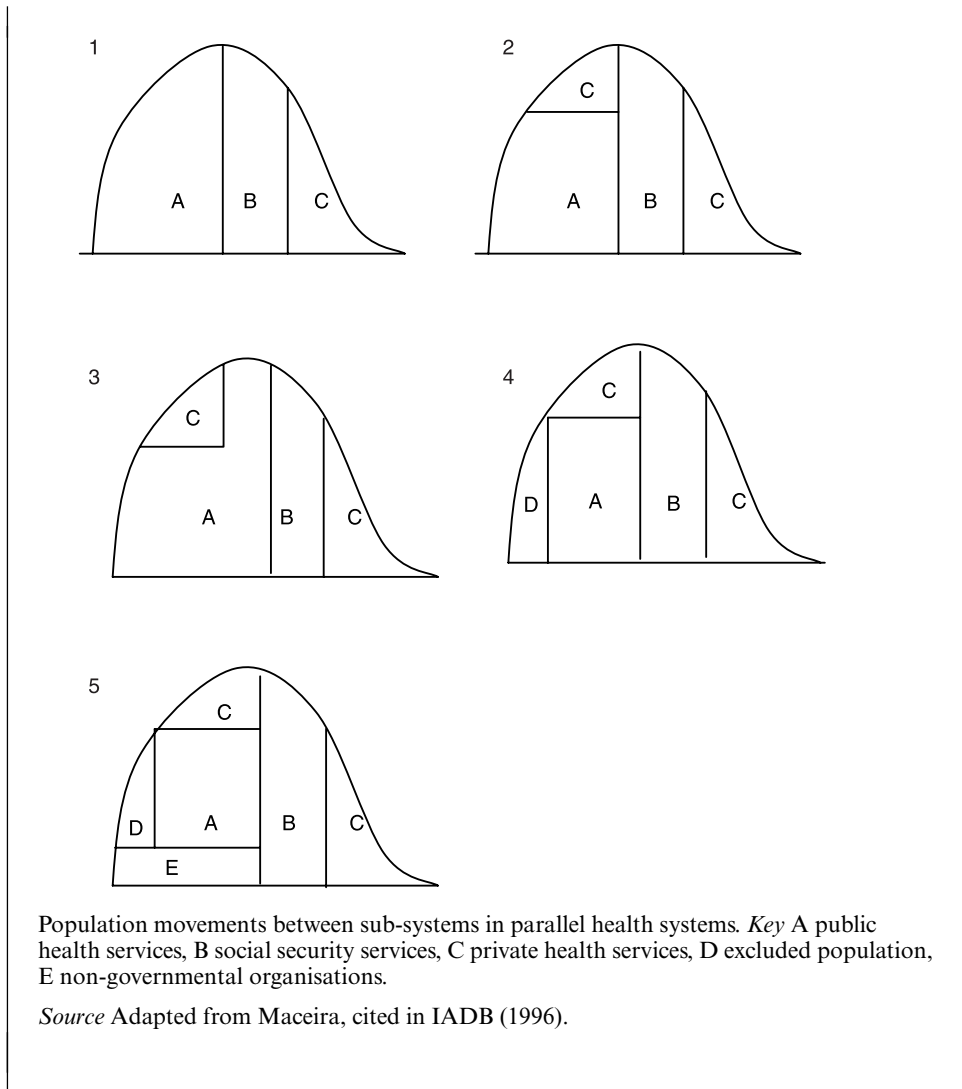 1
2
C
A B C
A B C
3
4
C
C
A B C
D A B C
5
C
D A B C
E
Population movements between sub-systems in parallel health systems. Key A public
health services, B social security services, C private health services, D excluded population,
E non-governmental organisations.
Source Adapted from Maceira, cited in IADB (1996).